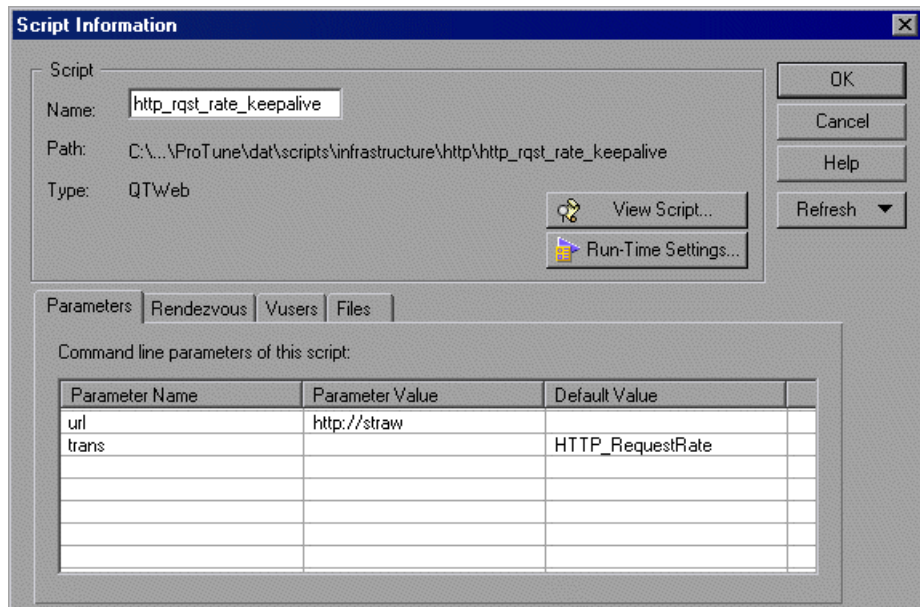 Script Information
Script
Name: http_rqst_rate_keepalive
Path: C:\...\ProTune\dat\scripts\infrastructure\http\http_rqst_rate_keepalive
Type: QTWeb
View Script...
Run-Time Settings...
OK
Cancel
Help
Refresh
Parameters Rendezvous Vusers Files
Command line parameters of this script:
Parameter Name Parameter Value Default Value
url http://straw
trans HTTP_RequestRate